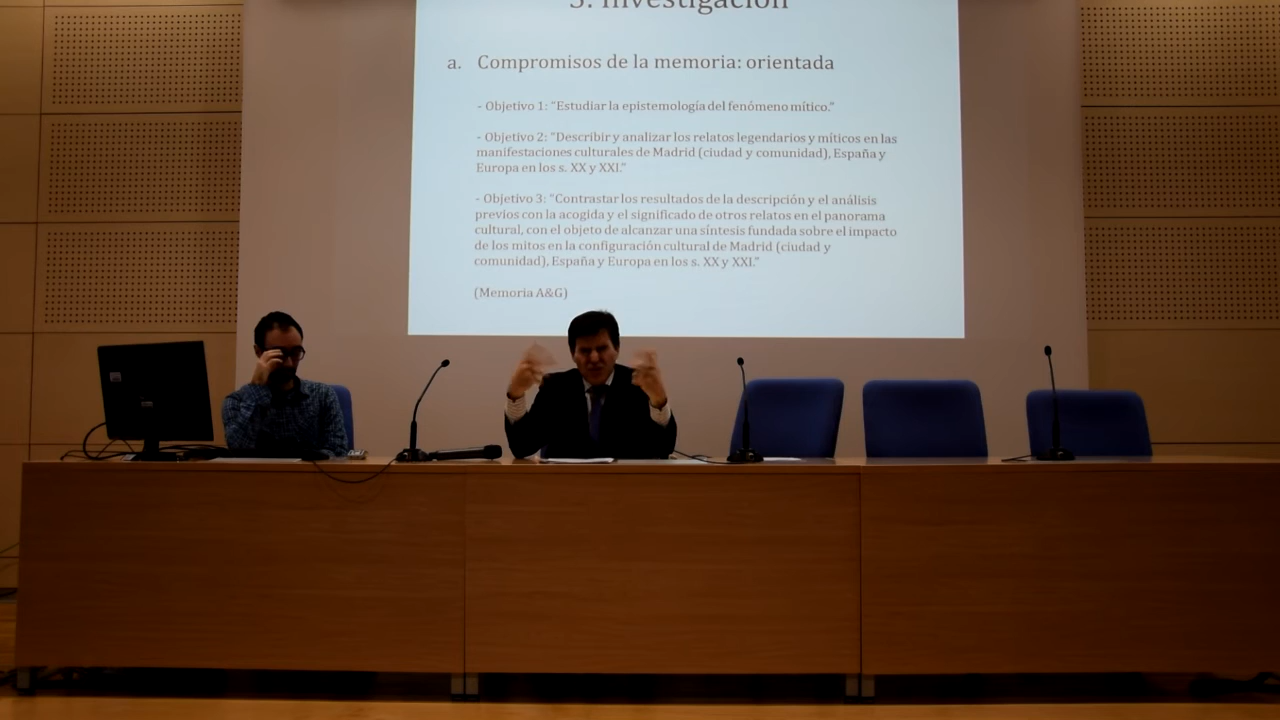 3. Investigación
a. Compromisos de la memoria: orientada
- Objetivo 1: "Estudiar la epistemología del fenómeno mítico."
- Objetivo 2: "Describir y analizar los relatos legendarios y míticos en las
manifestaciones culturales de Madrid (ciudad y comunidad), España y
Europa en los s. XX y XXI."
- Objetivo 3: "Contrastar los resultados de la descripción y el análisis
previos con la acogida y el significado de otros relatos en el panorama
cultural, con el objeto de alcanzar una síntesis fundada sobre el impacto
de los mitos en la configuración cultural de Madrid (ciudad y
comunidad), España y Europa en los s. XX y XXI."
(Memoria A&G)